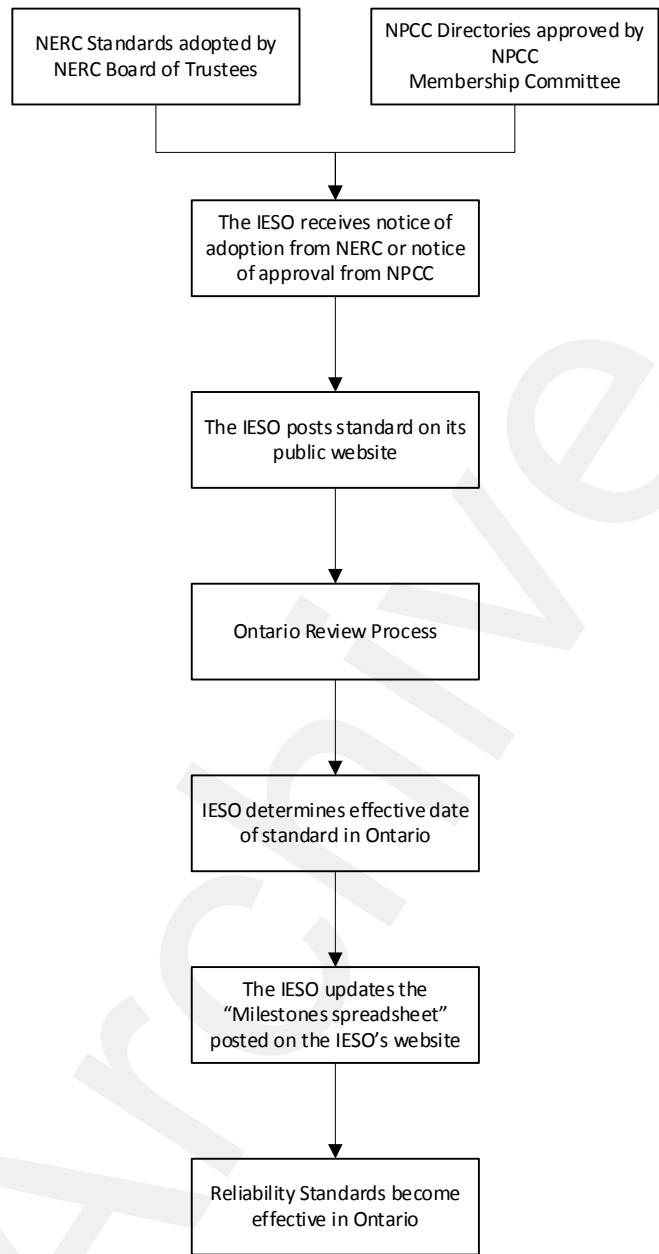 NERC Standards adopted by
NERC Board of Trustees
NPCC Directories approved by
NPCC
Membership Committee
The IESO receives notice of
adoption from NERC or notice
of approval from NPCC
The IESO posts standard on its
public website
Ontario Review Process
IESO determines effective date
of standard in Ontario
The IESO updates the
“Milestones spreadsheet”
posted on the IESO’s website
Reliability Standards become
effective in Ontario
Archive